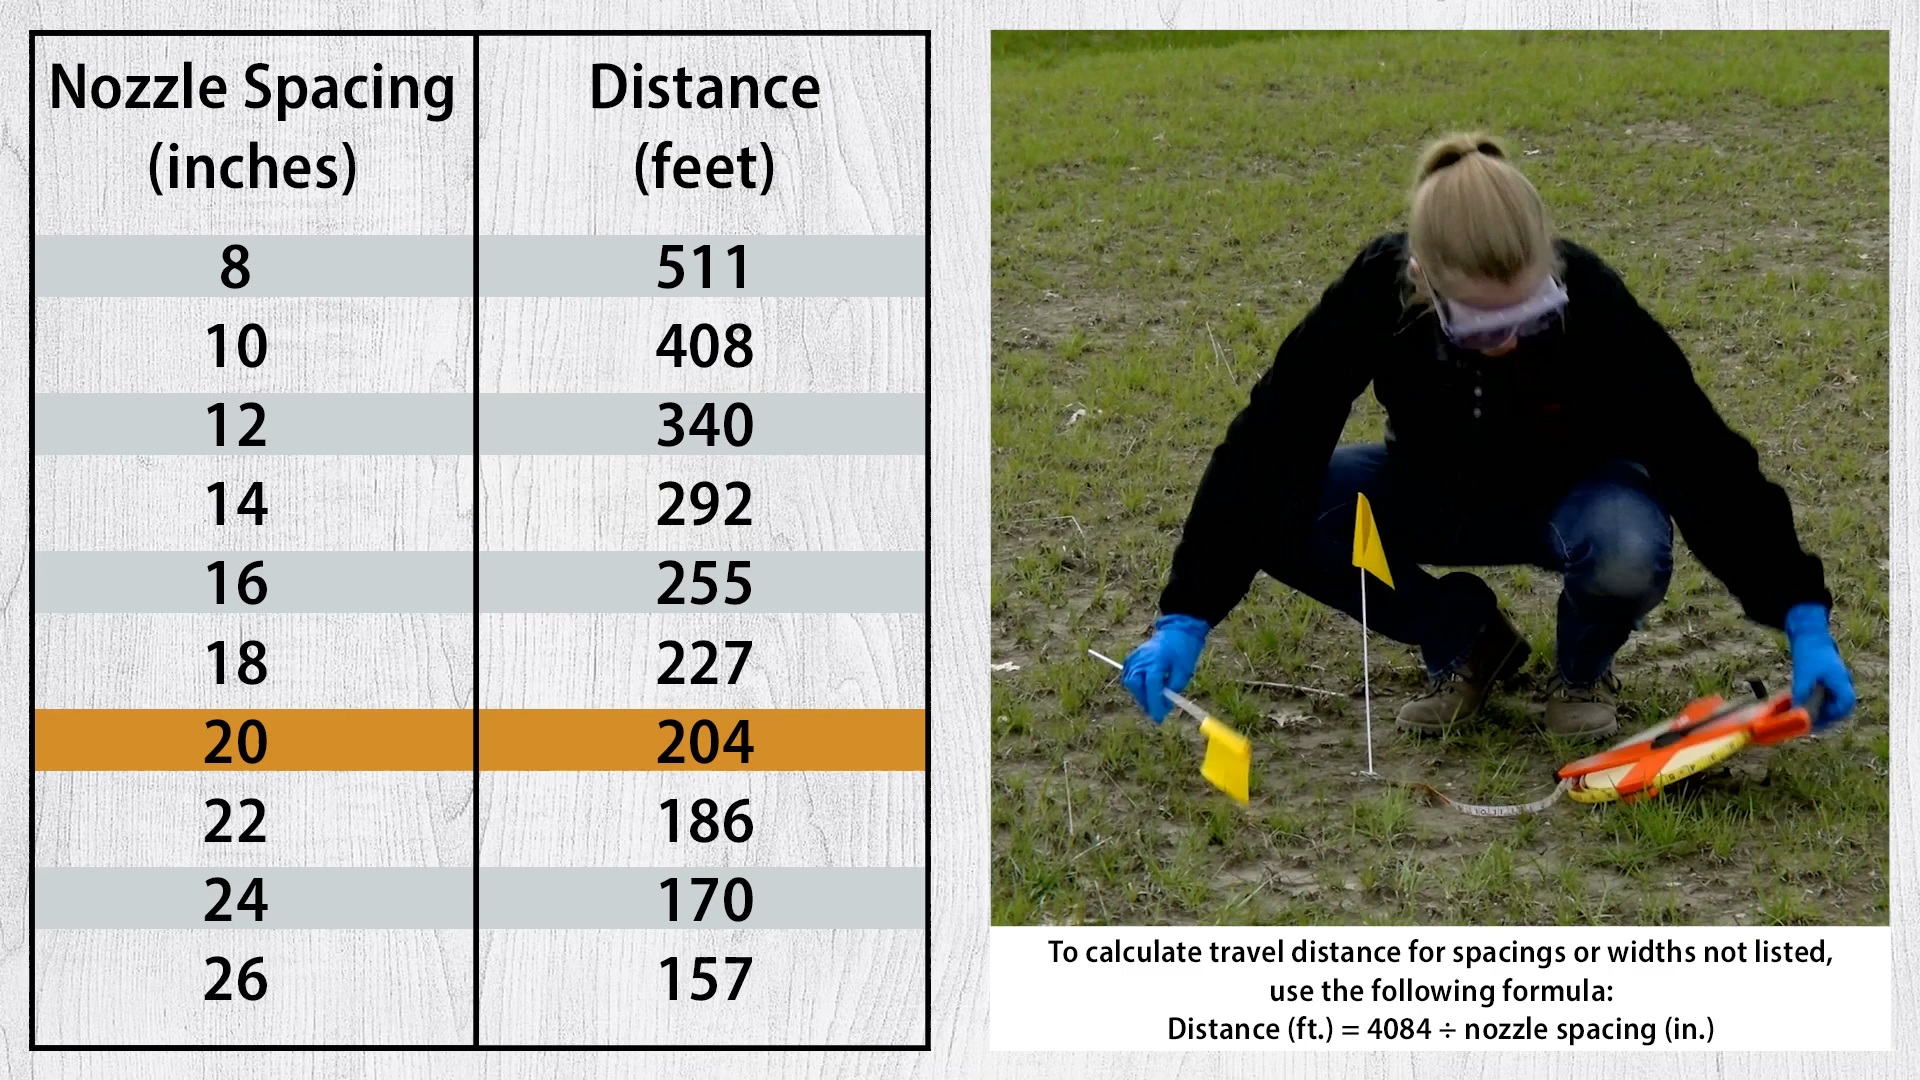 Nozzle Spacing
(inches)
Distance
(feet)
8 511
10 408
12 340
14 292
16 255
18 227
20 204
22 186
24 170
26 157
To calculate travel distance for spacings or widths not listed,
use the following formula:
Distance (ft.) = 4084 ÷ nozzle spacing (in.)